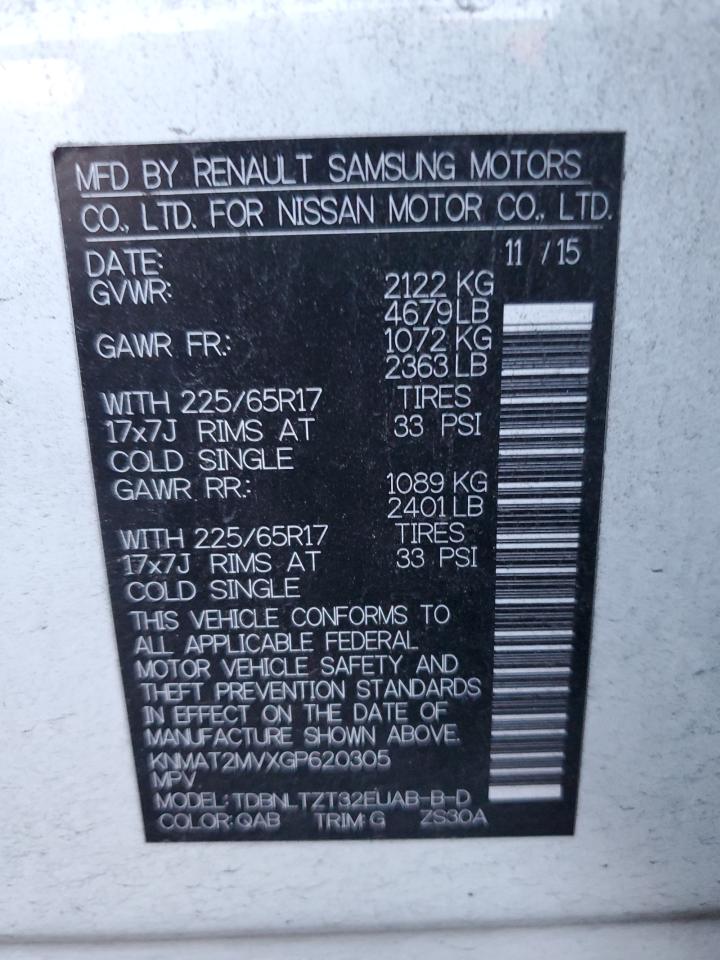 MFD BY RENAULT SAMSUNG MOTORS
CO., LTD. FOR NISSAN MOTOR CO., LTD.
DATE: 11 / 15
GVWR: 2122 KG
4679 LB
GAWR FR.: 1072 KG
2363 LB
WITH 225/65R17 TIRES
17x7J RIMS AT 33 PSI
COLD SINGLE
GAWR RR.: 1089 KG
2401 LB
WITH 225/65R17 TIRES
17x7J RIMS AT 33 PSI
COLD SINGLE
THIS VEHICLE CONFORMS TO
ALL APPLICABLE FEDERAL
MOTOR VEHICLE SAFETY AND
THEFT PREVENTION STANDARDS
IN EFFECT ON THE DATE OF
MANUFACTURE SHOWN ABOVE.
KNMAT2MVXGP620305
MPV
MODEL: TDBNLTZT32EUAB-B-D
COLOR: QAB TRIM: G ZS30A